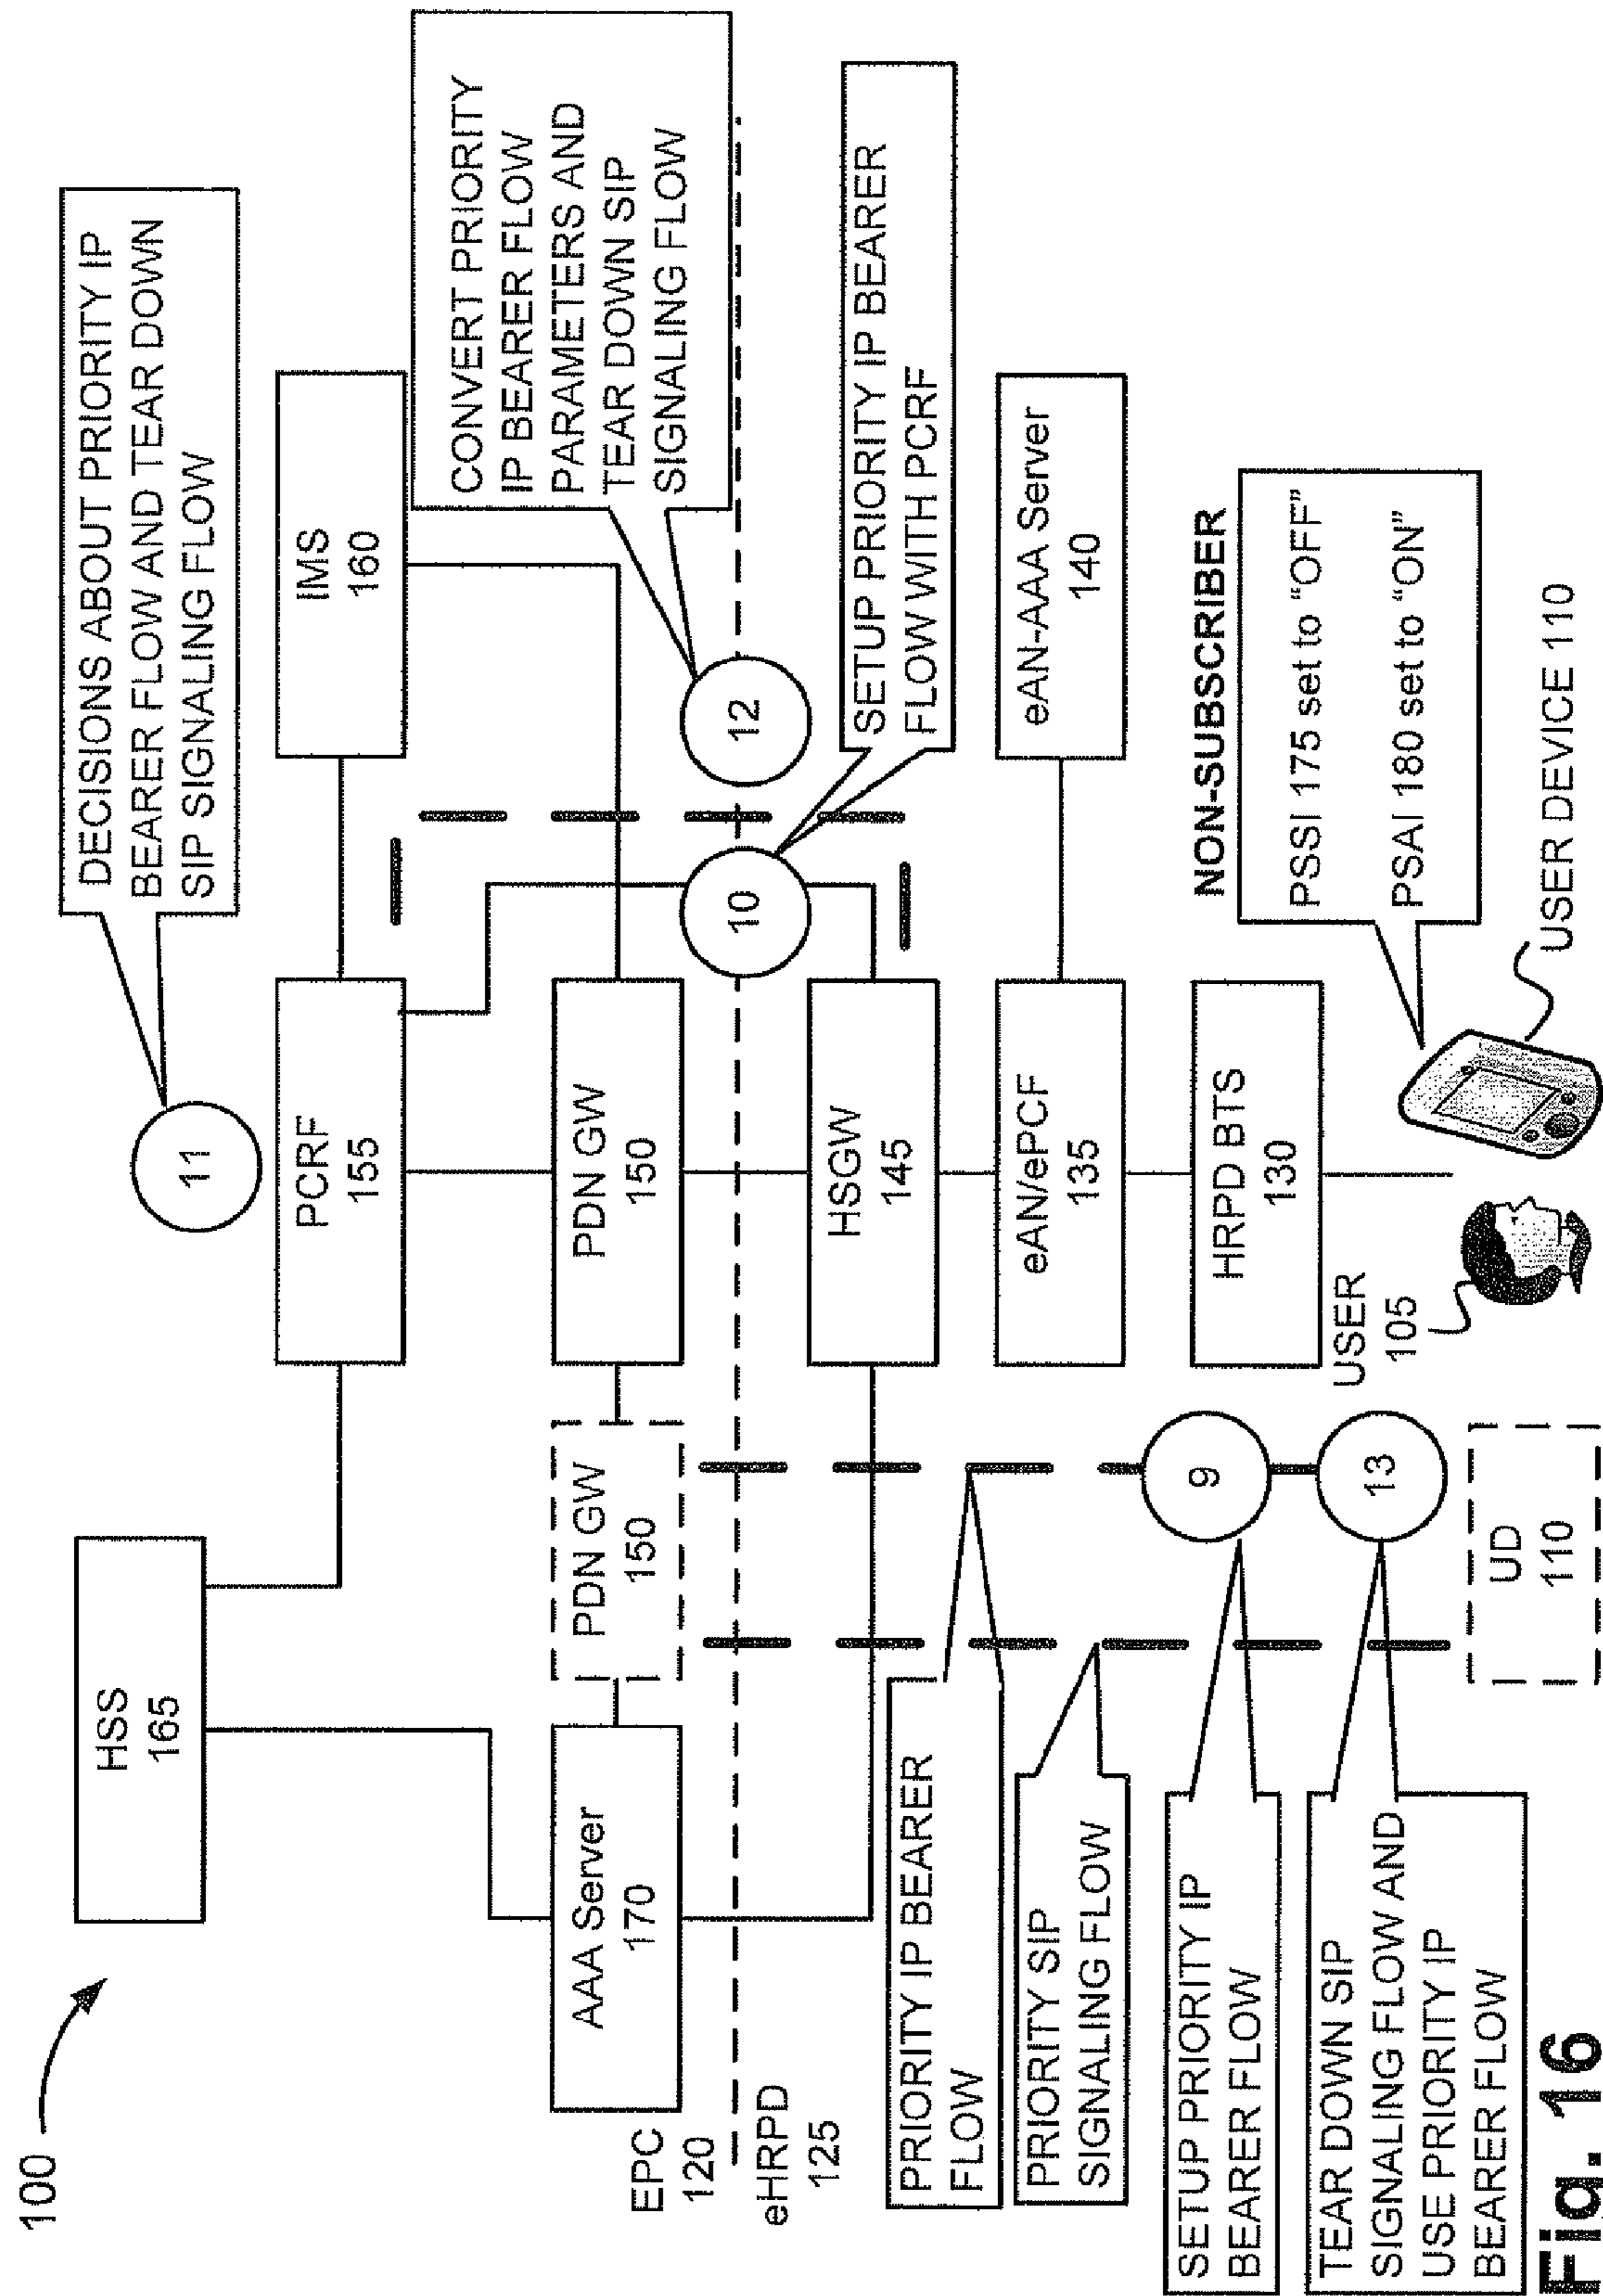 100
HSS
165
11
DECISIONS ABOUT PRIORITY IP
BEARER FLOW AND TEAR DOWN
SIP SIGNALING FLOW
PCRF
155
IMS
160
AAA Server
170
PDN GW
150
PDN GW
150
CONVERT PRIORITY
IP BEARER FLOW
PARAMETERS AND
TEAR DOWN SIP
SIGNALING FLOW
12
10
EPC
120
eHRPD
125
SETUP PRIORITY IP BEARER
FLOW WITH PCRF
HSGW
145
PRIORITY IP BEARER
FLOW
PRIORITY SIP
SIGNALING FLOW
eAN/ePCF
135
eAN-AAA Server
140
SETUP PRIORITY IP
BEARER FLOW
9
HRPD BTS
130
NON-SUBSCRIBER
PSSI 175 set to “OFF”
PSAI 180 set to “ON”
TEAR DOWN SIP
SIGNALING FLOW AND
USE PRIORITY IP
BEARER FLOW
13
USER
105
UD
110
USER DEVICE 110
Fig. 16